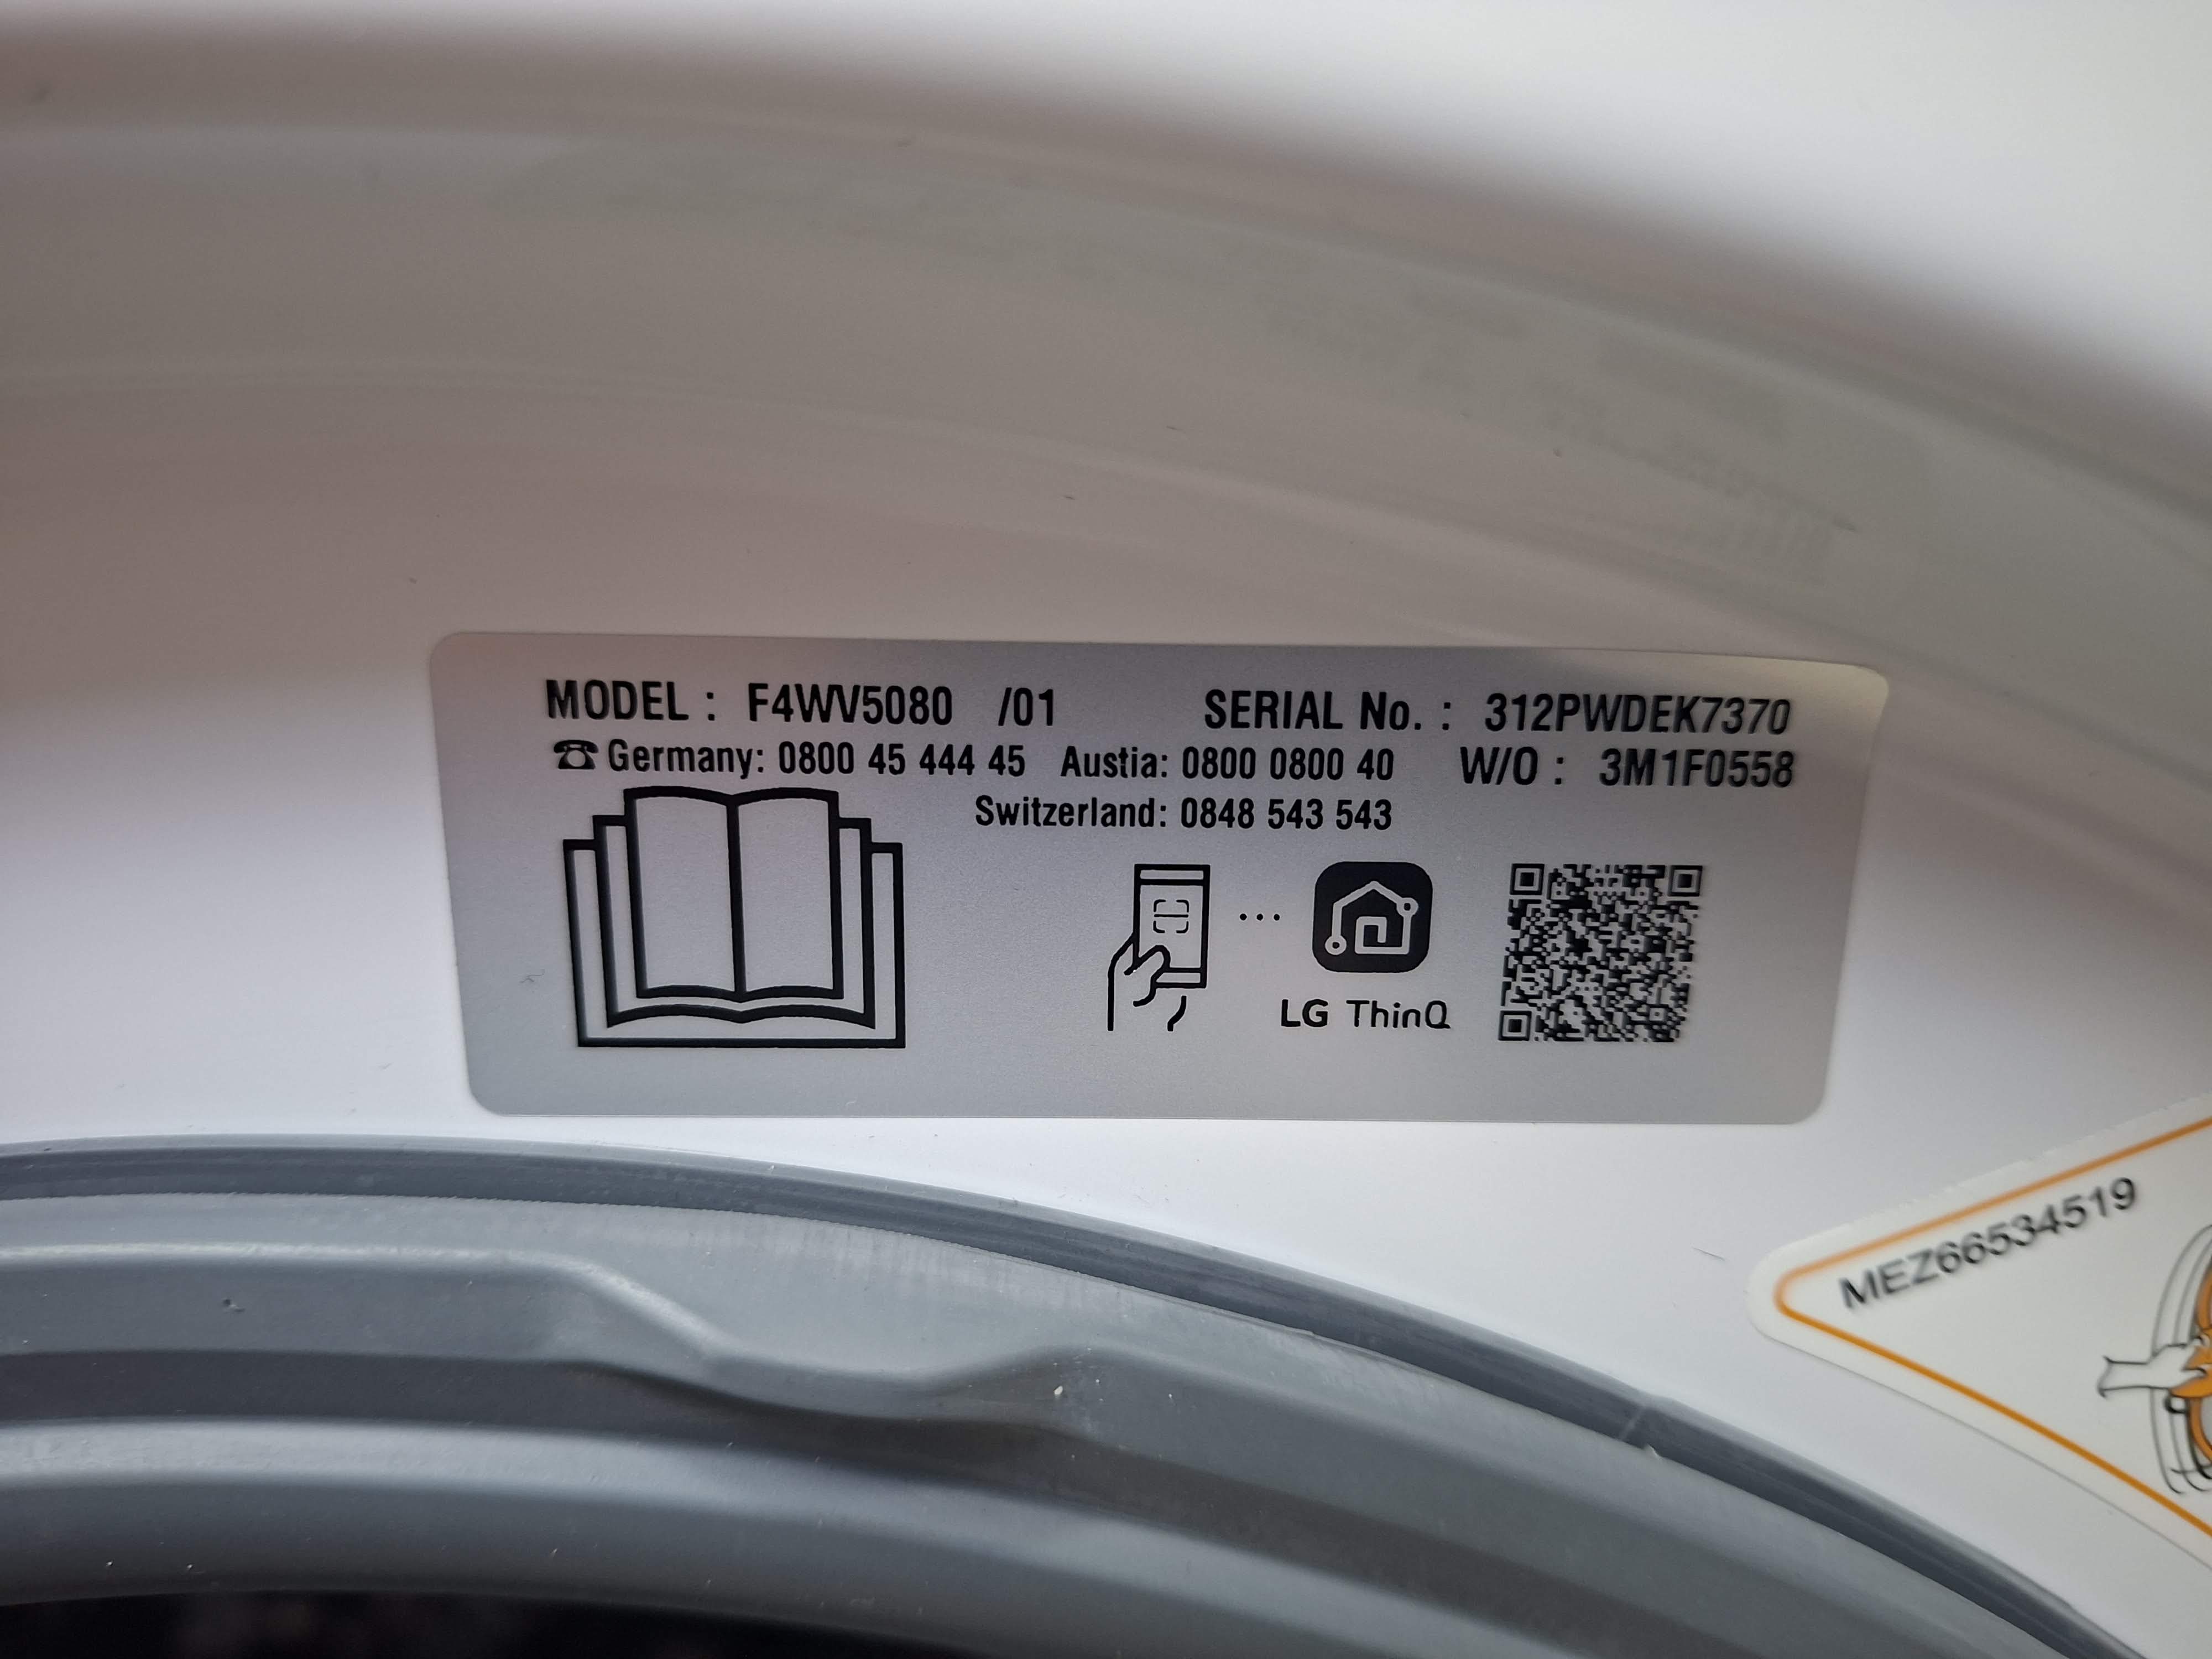 MODEL : F4WV5080 /01 SERIAL No. : 312PWDEK7370
☎ Germany: 0800 45 444 45 Austia: 0800 0800 40 W/O : 3M1F0558
Switzerland: 0848 543 543
LG ThinQ
MEZ66534519